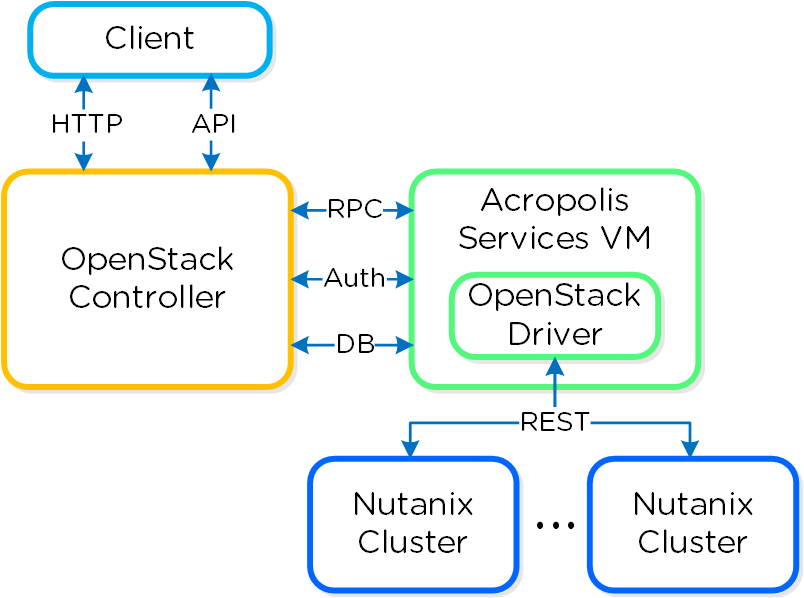 Client
HTTP
API
OpenStack
Controller
RPC
Auth
DB
Acropolis
Services VM
OpenStack
Driver
REST
Nutanix
Cluster
...
Nutanix
Cluster